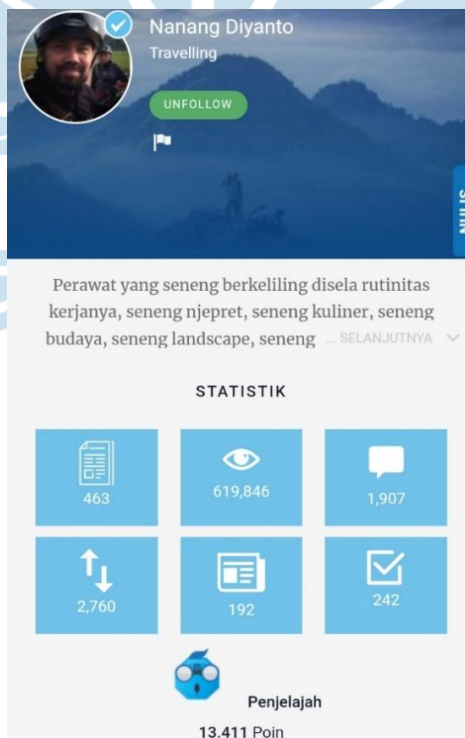 Nanang Diyanto
Travelling
UNFOLLOW
Perawat yang seneng berkeliling disela rutinitas
kerjanya, seneng njepret, seneng kuliner, seneng
budaya, seneng landscape, seneng ... SELANJUTNYA
STATISTIK
463
619,846
1,907
2,760
192
242
Penjelajah
13.411 Poin